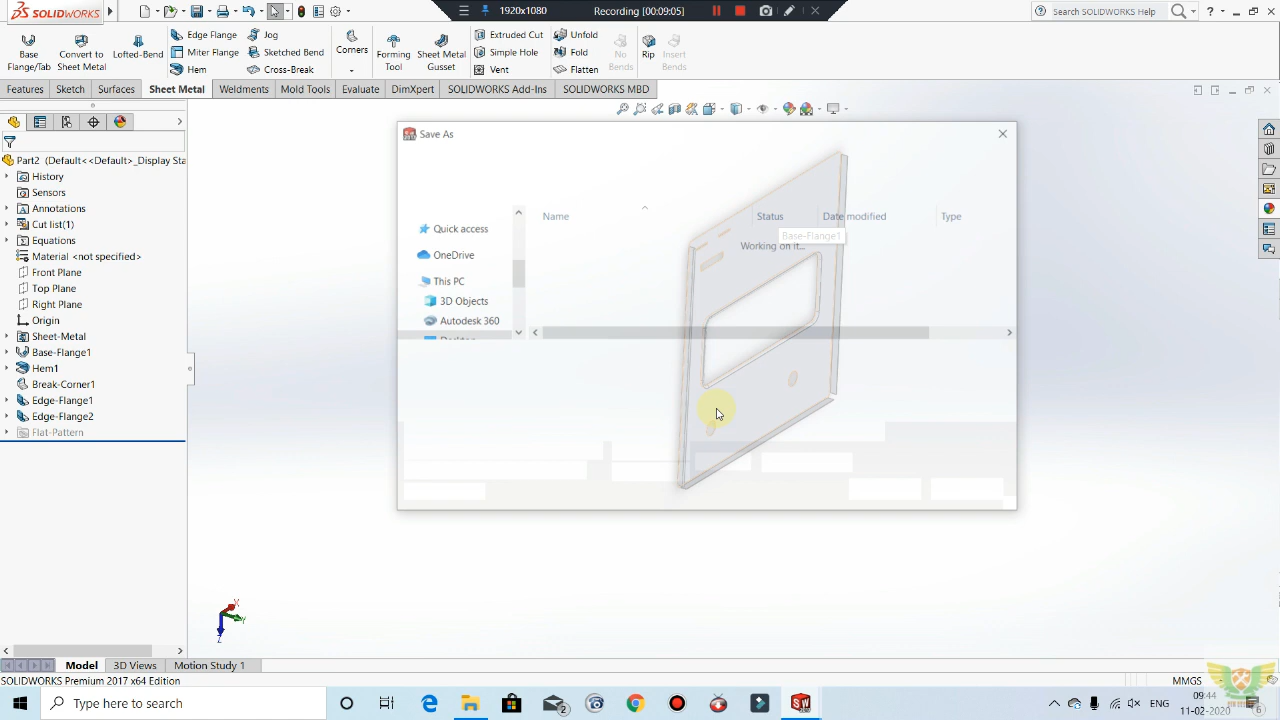 SOLIDWORKS
1920x1080
Recording [00:09:05]
Search SOLIDWORKS Help
Base Flange/Tab
Convert to Sheet Metal
Lofted-Bend
Edge Flange
Miter Flange
Hem
Jog
Sketched Bend
Cross-Break
Corners
Forming Tool
Sheet Metal Gusset
Extruded Cut
Simple Hole
Vent
Unfold
Fold
Flatten
No Bends
Rip
Insert Bends
Features
Sketch
Surfaces
Sheet Metal
Weldments
Mold Tools
Evaluate
DimXpert
SOLIDWORKS Add-Ins
SOLIDWORKS MBD
Part2 (Default<<Default>_Display Sta
History
Sensors
Annotations
Cut list(1)
Equations
Material <not specified>
Front Plane
Top Plane
Right Plane
Origin
Sheet-Metal
Base-Flange1
Hem1
Break-Corner1
Edge-Flange1
Edge-Flange2
Flat-Pattern
Save As
Name
Status
Date modified
Type
Base-Flange1
Working on it...
Quick access
OneDrive
This PC
3D Objects
Autodesk 360
Model
3D Views
Motion Study 1
SOLIDWORKS Premium 2017 x64 Edition
MMGS
Type here to search
2
ENG
09:44
11-02-2020
6